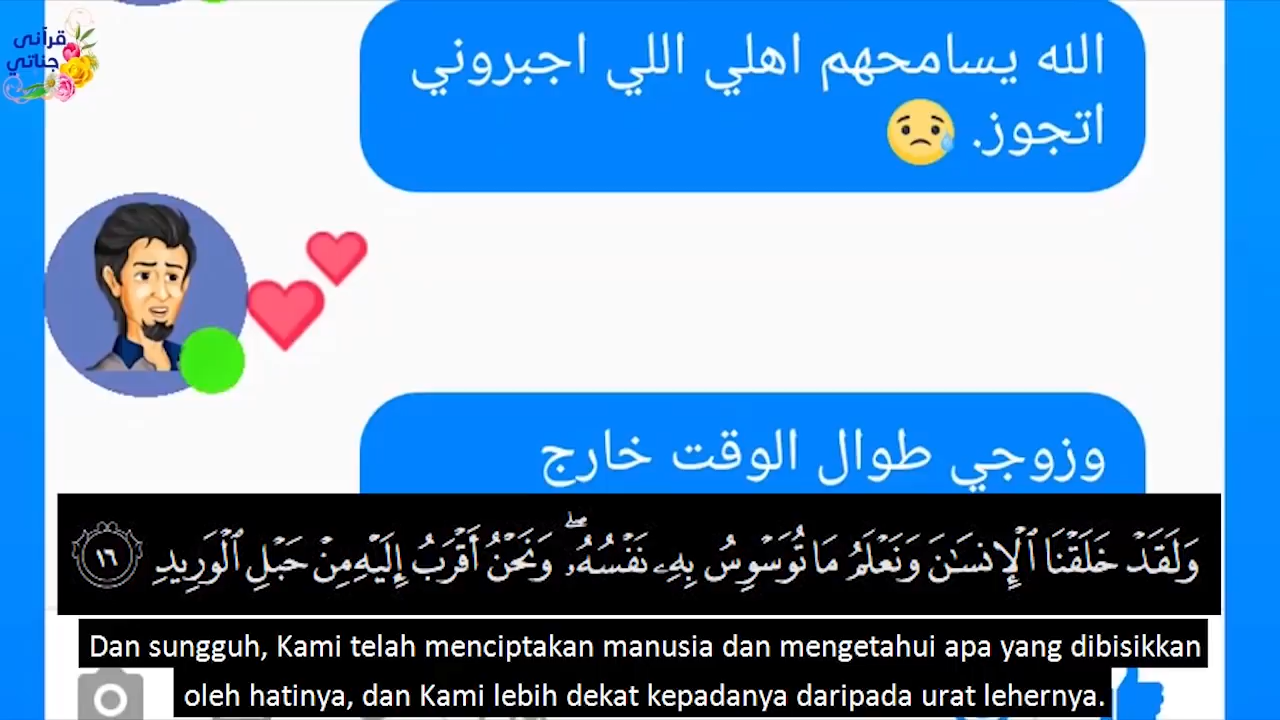 قرآني
جناتي
الله يسامحهم اهلي اللي اجبروني
اتجوز. 😢
وزوجي طوال الوقت خارج
وَلَقَدْ خَلَقْنَا ٱلْإِنسَـٰنَ وَنَعْلَمُ مَا تُوَسْوِسُ بِهِۦ نَفْسُهُۥ ۖ وَنَحْنُ أَقْرَبُ إِلَيْهِ مِنْ حَبْلِ ٱلْوَرِيدِ ١٦
Dan sungguh, Kami telah menciptakan manusia dan mengetahui apa yang dibisikkan
oleh hatinya, dan Kami lebih dekat kepadanya daripada urat lehernya.